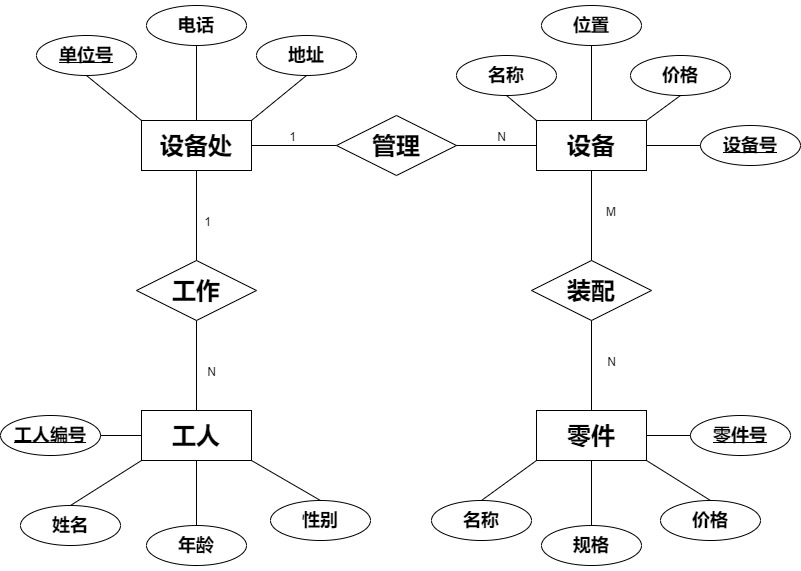 电话
位置
单位号
地址
名称
价格
设备处
1
管理
N
设备
设备号
1
M
工作
装配
N
N
工人编号
工人
零件
零件号
姓名
年龄
性别
名称
规格
价格